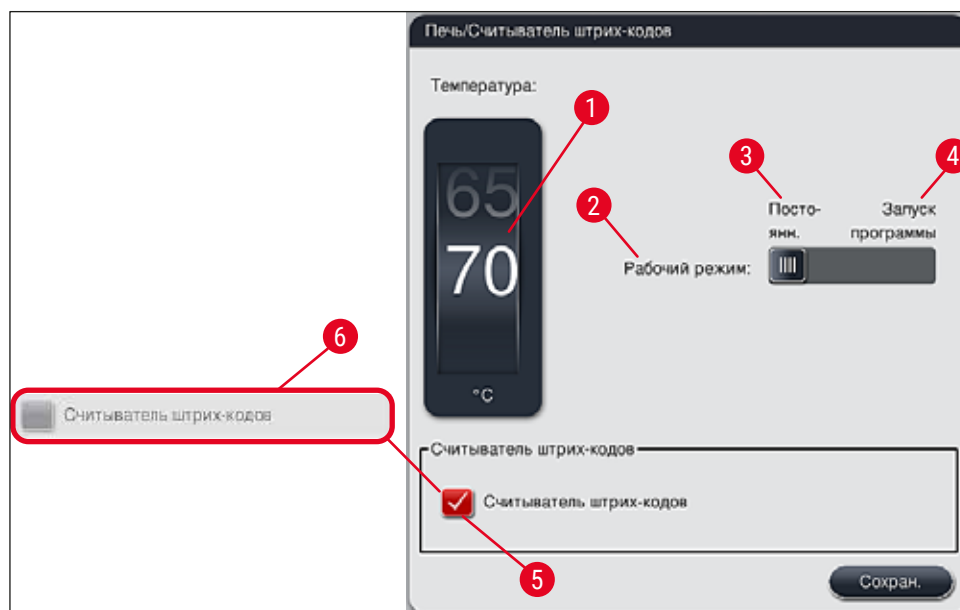 Печь/Считыватель штрих-кодов
Температура:
1
3
4
65
2
Посто-
янн.
Запуск
программы
70
Рабочий режим:
6
°C
Считыватель штрих-кодов
Считыватель штрих-кодов
Считыватель штрих-кодов
5
Сохран.